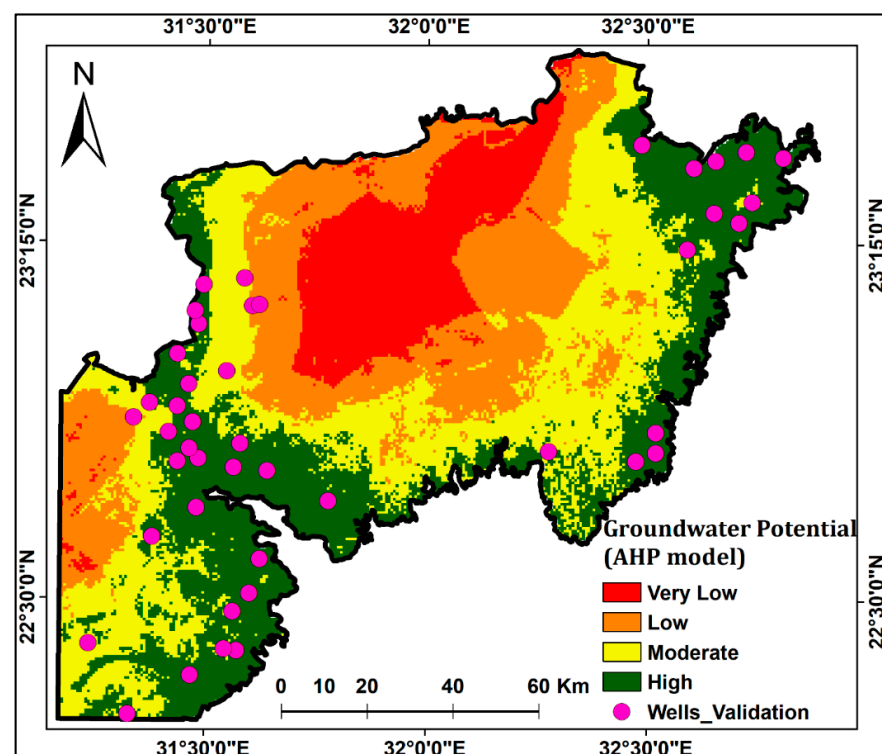 31°30'0"E 32°0'0"E 32°30'0"E
N
23°15'0"N 23°15'0"N
22°30'0"N 22°30'0"N
Groundwater Potential
(AHP model)
Very Low
Low
Moderate
High
Wells_Validation
0 10 20 40 60 Km
31°30'0"E 32°0'0"E 32°30'0"E